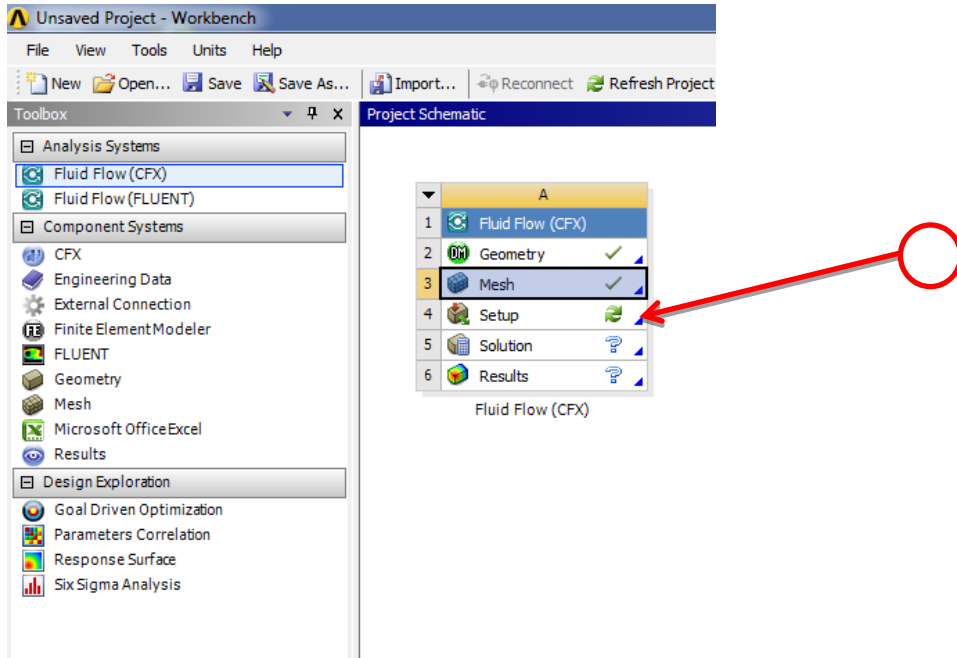 Unsaved Project - Workbench
File View Tools Units Help
New Open... Save Save As... Import... Reconnect Refresh Project
Toolbox
Project Schematic
Analysis Systems
Fluid Flow (CFX)
Fluid Flow (FLUENT)
Component Systems
CFX
Engineering Data
External Connection
Finite Element Modeler
FLUENT
Geometry
Mesh
Microsoft Office Excel
Results
Design Exploration
Goal Driven Optimization
Parameters Correlation
Response Surface
Six Sigma Analysis
A
1 Fluid Flow (CFX)
2 DM Geometry
3 Mesh
4 Setup
5 Solution ?
6 Results ?
Fluid Flow (CFX)